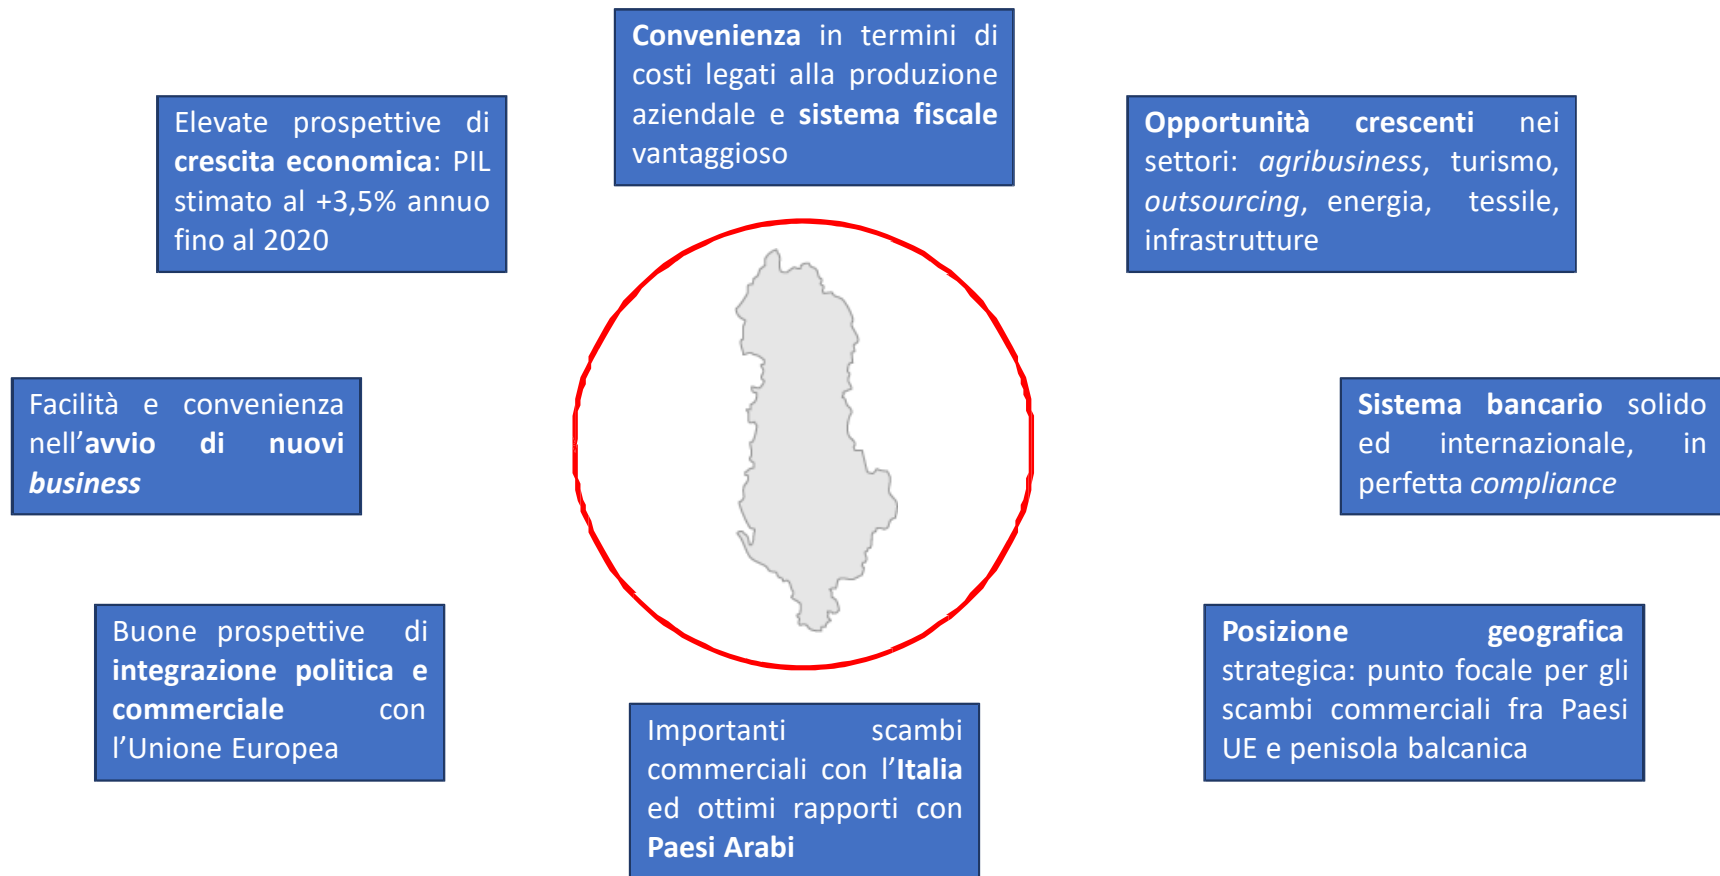 Convenienza in termini di
costi legati alla produzione
aziendale e sistema fiscale
vantaggioso
Elevate prospettive di
crescita economica: PIL
stimato al +3,5% annuo
fino al 2020
Opportunità crescenti nei
settori: agribusiness, turismo,
outsourcing, energia, tessile,
infrastrutture
Facilità e convenienza
nell’avvio di nuovi
business
Sistema bancario solido
ed internazionale, in
perfetta compliance
Buone prospettive di
integrazione politica e
commerciale con
l’Unione Europea
Posizione geografica
strategica: punto focale per gli
scambi commerciali fra Paesi
UE e penisola balcanica
Importanti scambi
commerciali con l’Italia
ed ottimi rapporti con
Paesi Arabi